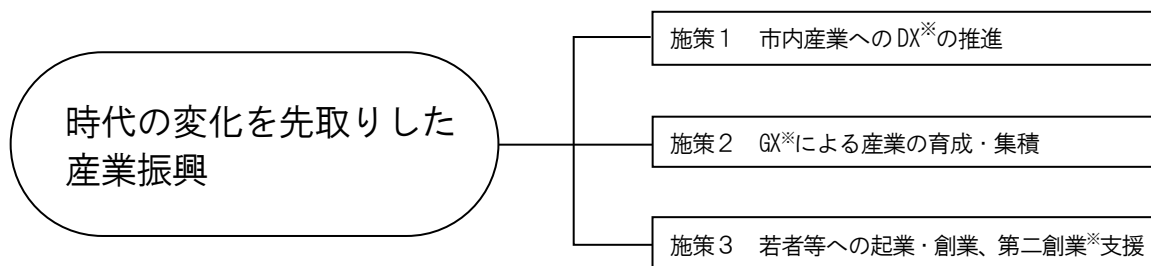 時代の変化を先取りした
産業振興
施策１　市内産業へのDX※の推進
施策２　GX※による産業の育成・集積
施策３　若者等への起業・創業、第二創業※支援